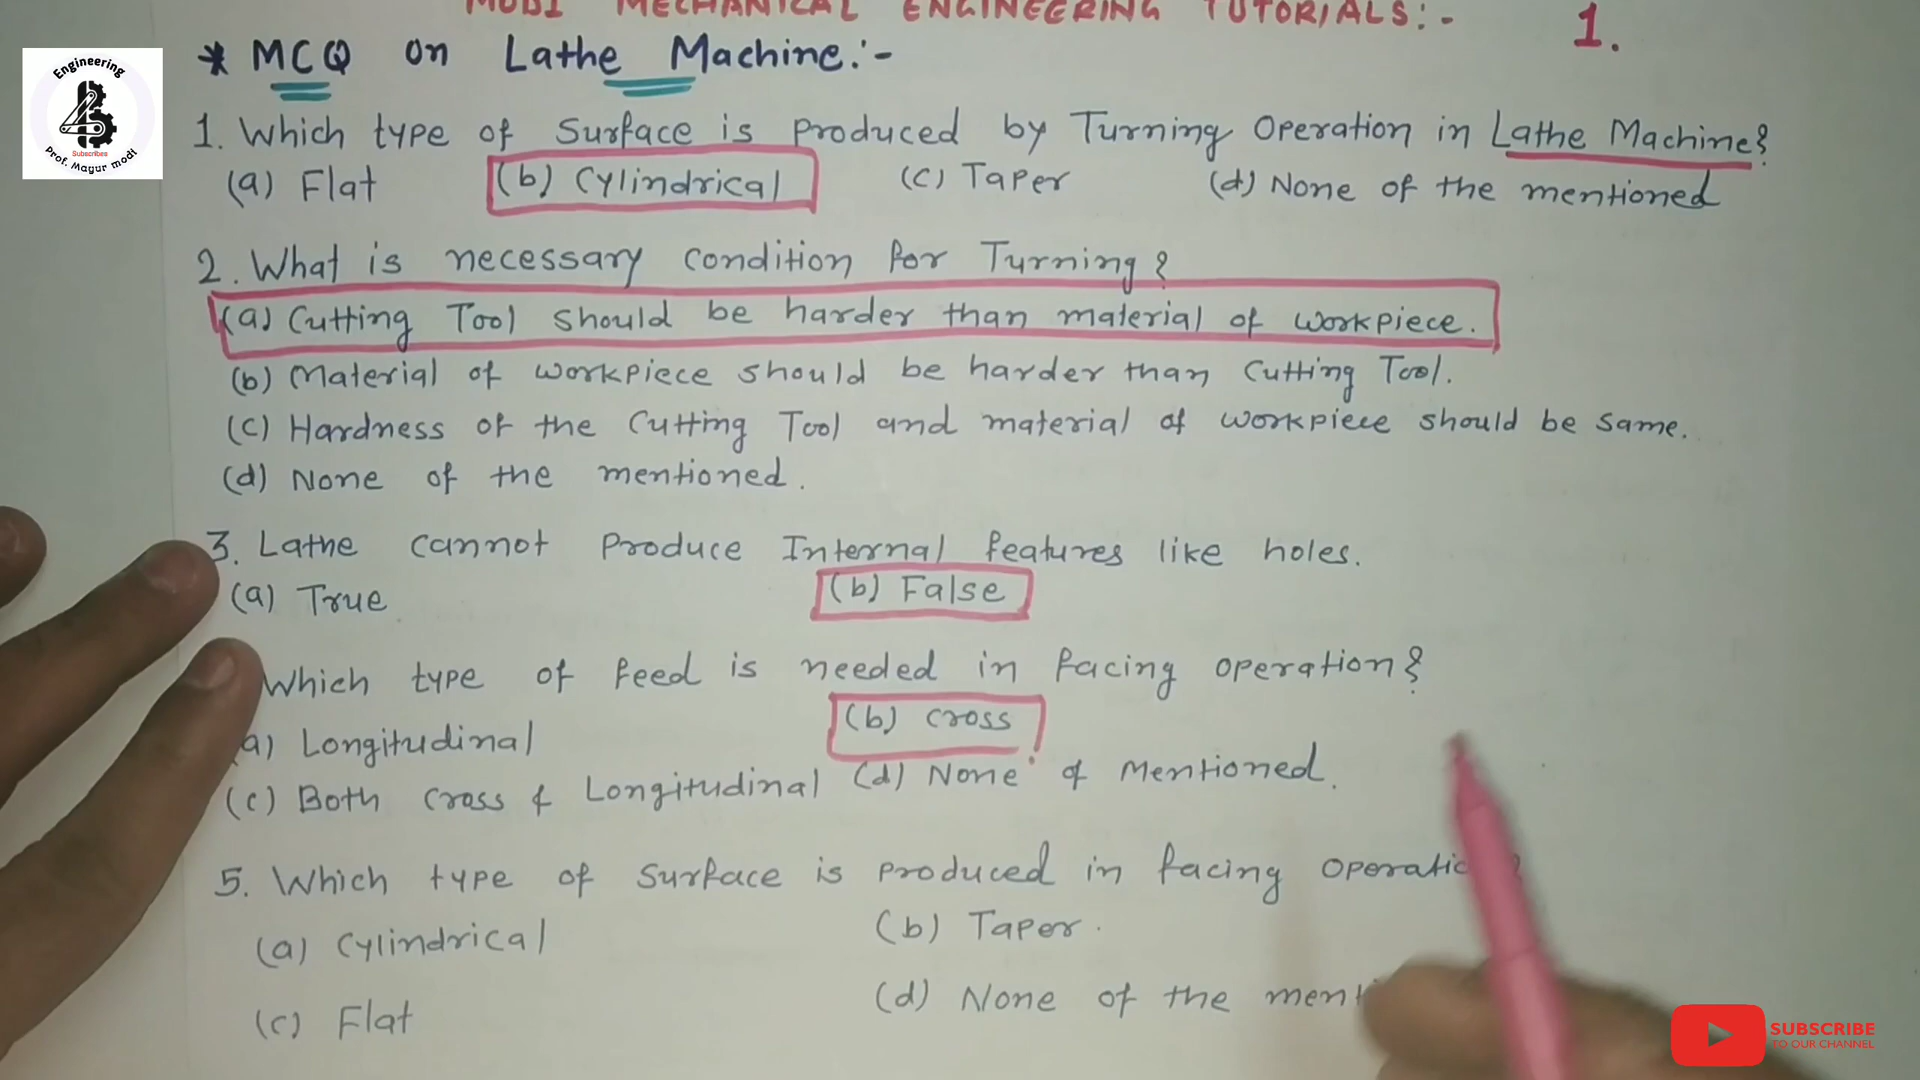 MODI MECHANICAL ENGINEERING TUTORIALS:-
1.
* MCQ on Lathe Machine:-
Engineering
Subscribes
Prof. Mayur modi
1. Which type of Surface is produced by Turning Operation in Lathe Machine?
(a) Flat (b) Cylindrical (c) Taper (d) None of the mentioned
2. What is necessary condition for Turning?
(a) Cutting Tool should be harder than material of workpiece.
(b) Material of workpiece should be harder than Cutting Tool.
(c) Hardness of the Cutting Tool and material of workpiece should be same.
(d) None of the mentioned.
3. Lathe cannot Produce Internal features like holes.
(a) True (b) False
Which type of feed is needed in facing operation?
(a) Longitudinal (b) cross
(c) Both cross & Longitudinal (d) None of Mentioned.
5. Which type of Surface is produced in facing
(a) Cylindrical (b) Taper.
(c) Flat (d) None of the
SUBSCRIBE
TO OUR CHANNEL